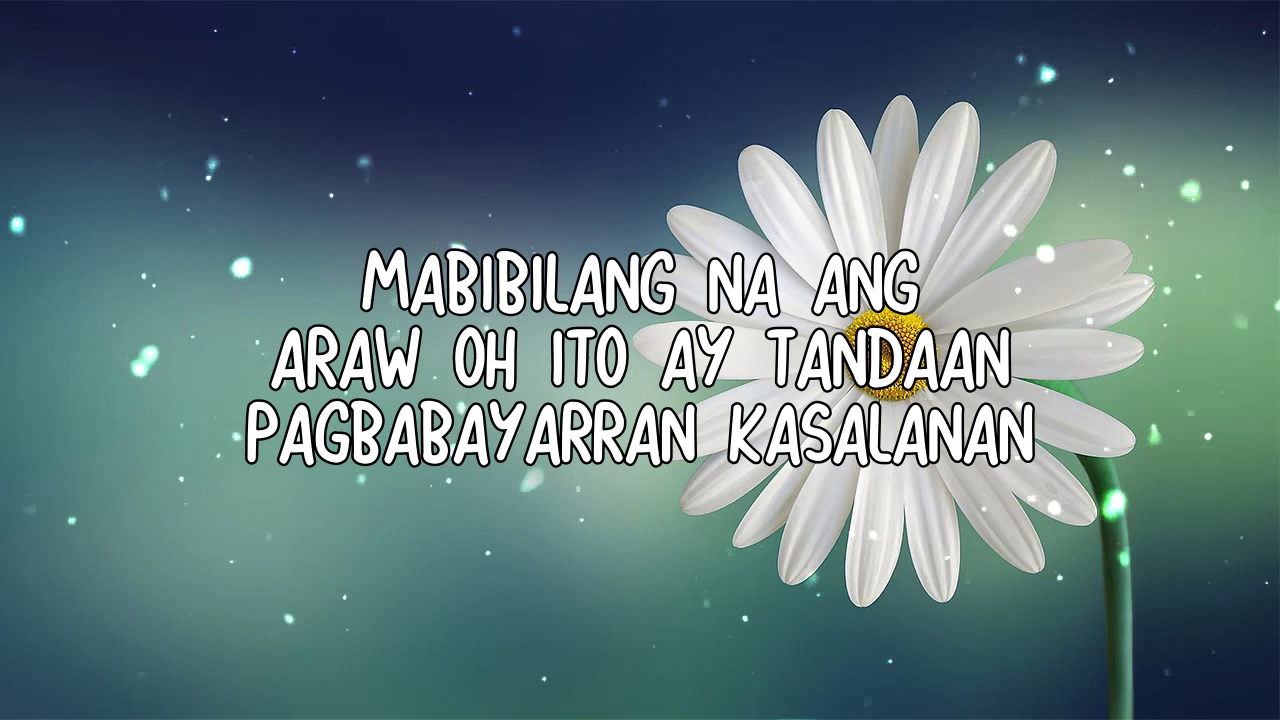 MABIBILANG NA ANG
ARAW OH ITO AY TANDAAN
PAGBABAYARRAN KASALANAN